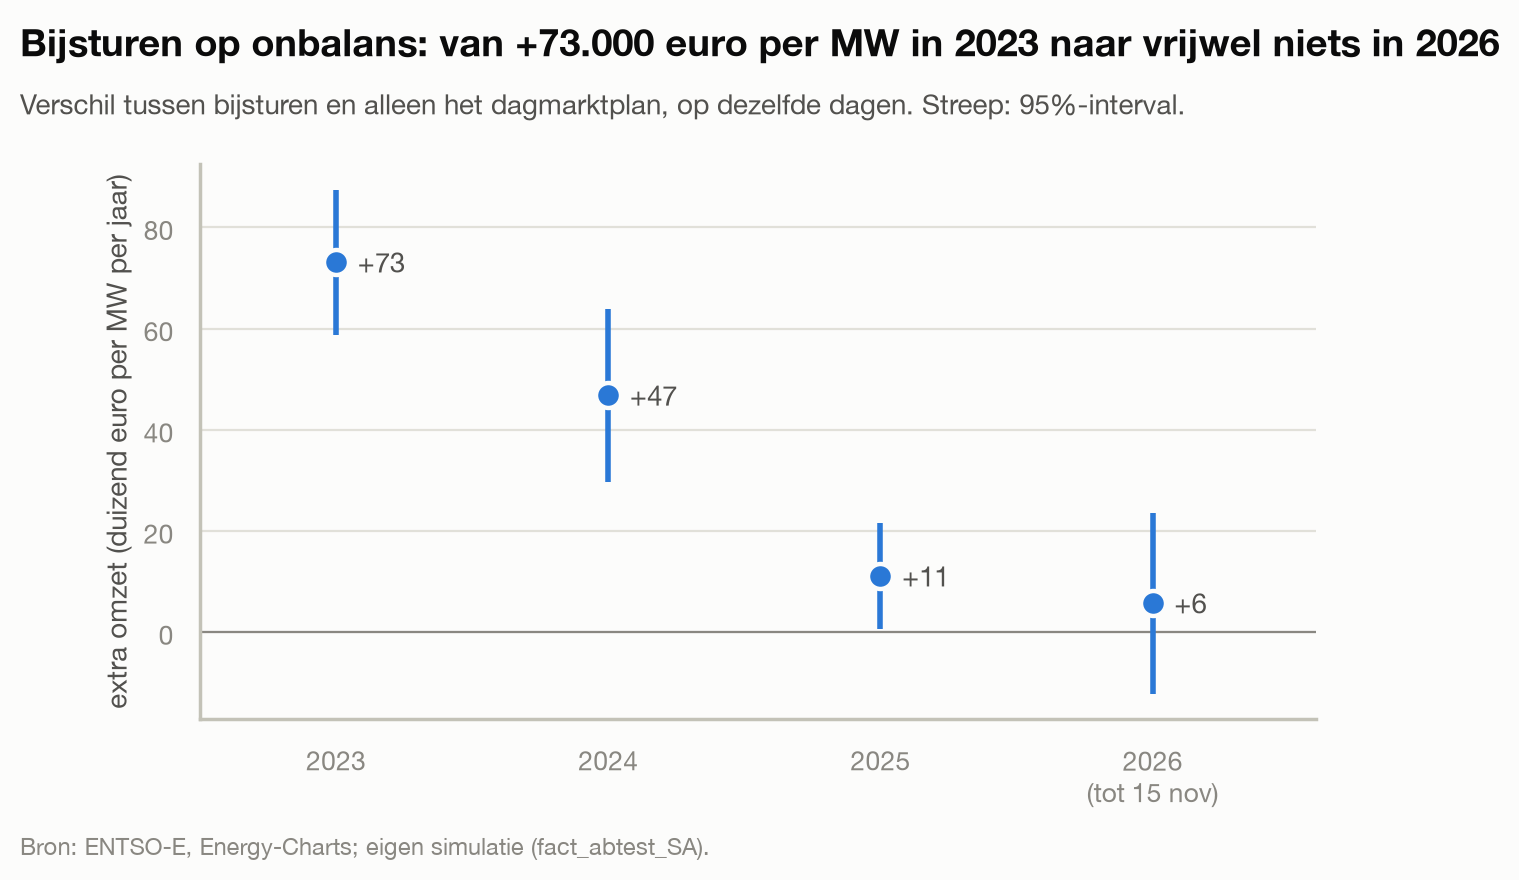 Bijsturen op onbalans: van +73.000 euro per MW in 2023 naar vrijwel niets in 2026
Verschil tussen bijsturen en alleen het dagmarktplan, op dezelfde dagen. Streep: 95%-interval.
extra omzet (duizend euro per MW per jaar)
80
60
40
20
0
+73
+47
+11
+6
2023
2024
2025
2026
(tot 15 nov)
Bron: ENTSO-E, Energy-Charts; eigen simulatie (fact_abtest_SA).